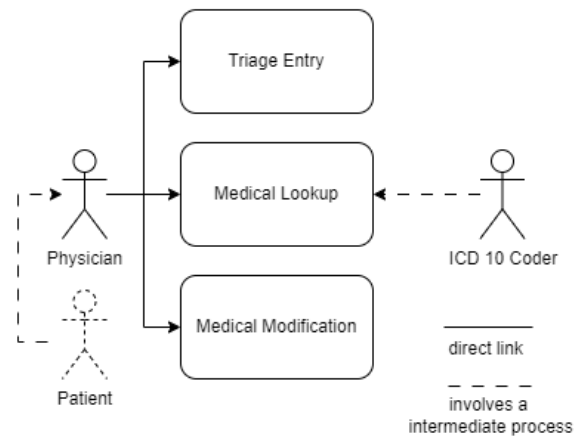 Triage Entry
Medical Lookup
Physician
ICD 10 Coder
Medical Modification
direct link
Patient
involves a
intermediate process